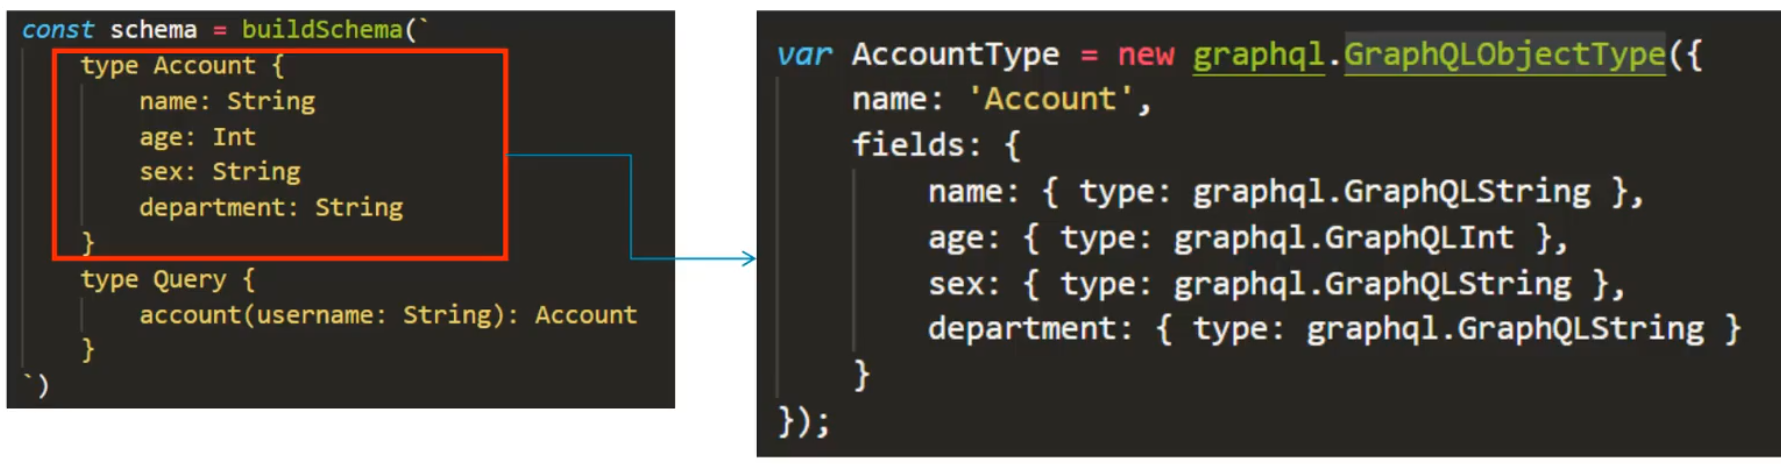 const schema = buildSchema(`
type Account {
name: String
age: Int
sex: String
department: String
}
type Query {
account(username: String): Account
}
`)
var AccountType = new graphql.GraphQLObjectType({
name: 'Account',
fields: {
name: { type: graphql.GraphQLString },
age: { type: graphql.GraphQLInt },
sex: { type: graphql.GraphQLString },
department: { type: graphql.GraphQLString }
}
});